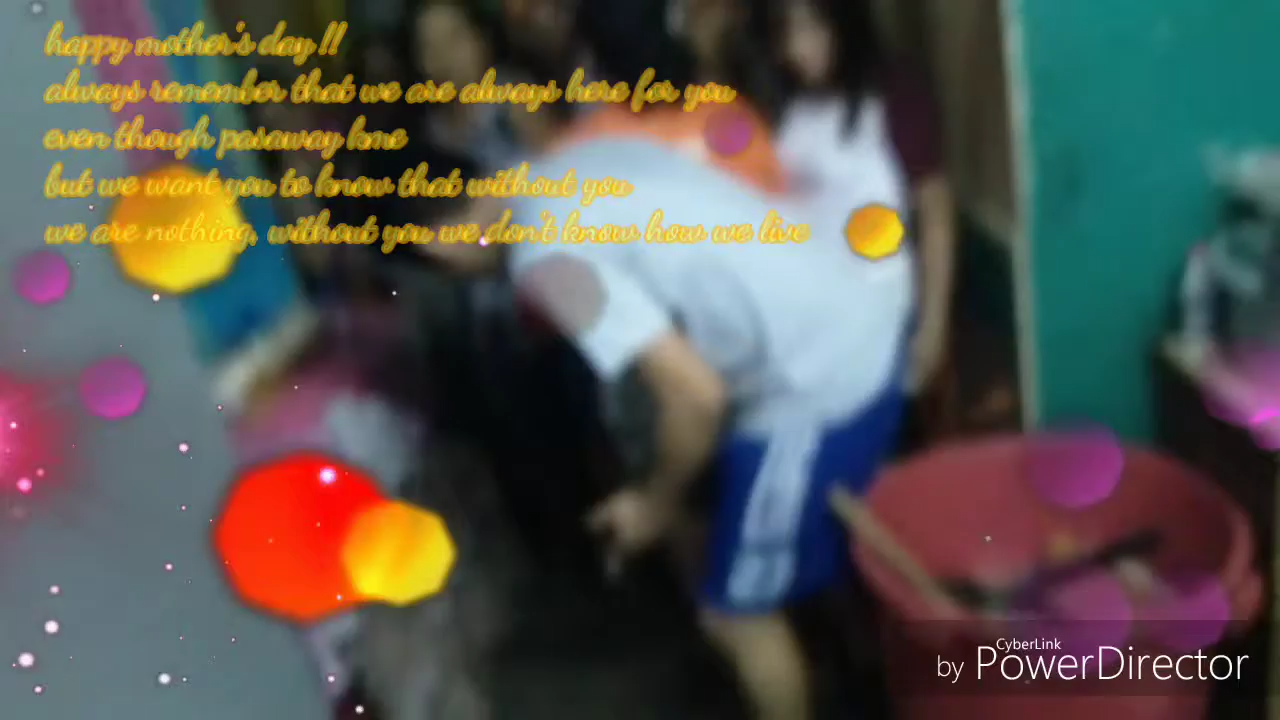 happy mother's day !!
always remember that we are always here for you
even though pasaway kme
but we want you to know that without you
we are nothing, without you we don't know how we live
CyberLink
by PowerDirector